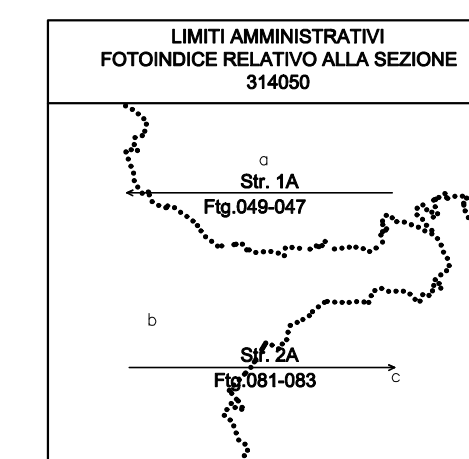 LIMITI AMMINISTRATIVI
FOTOINDICE RELATIVO ALLA SEZIONE
314050
a
Str. 1A
Ftg.049-047
b
Str. 2A
c
Ftg.081-083